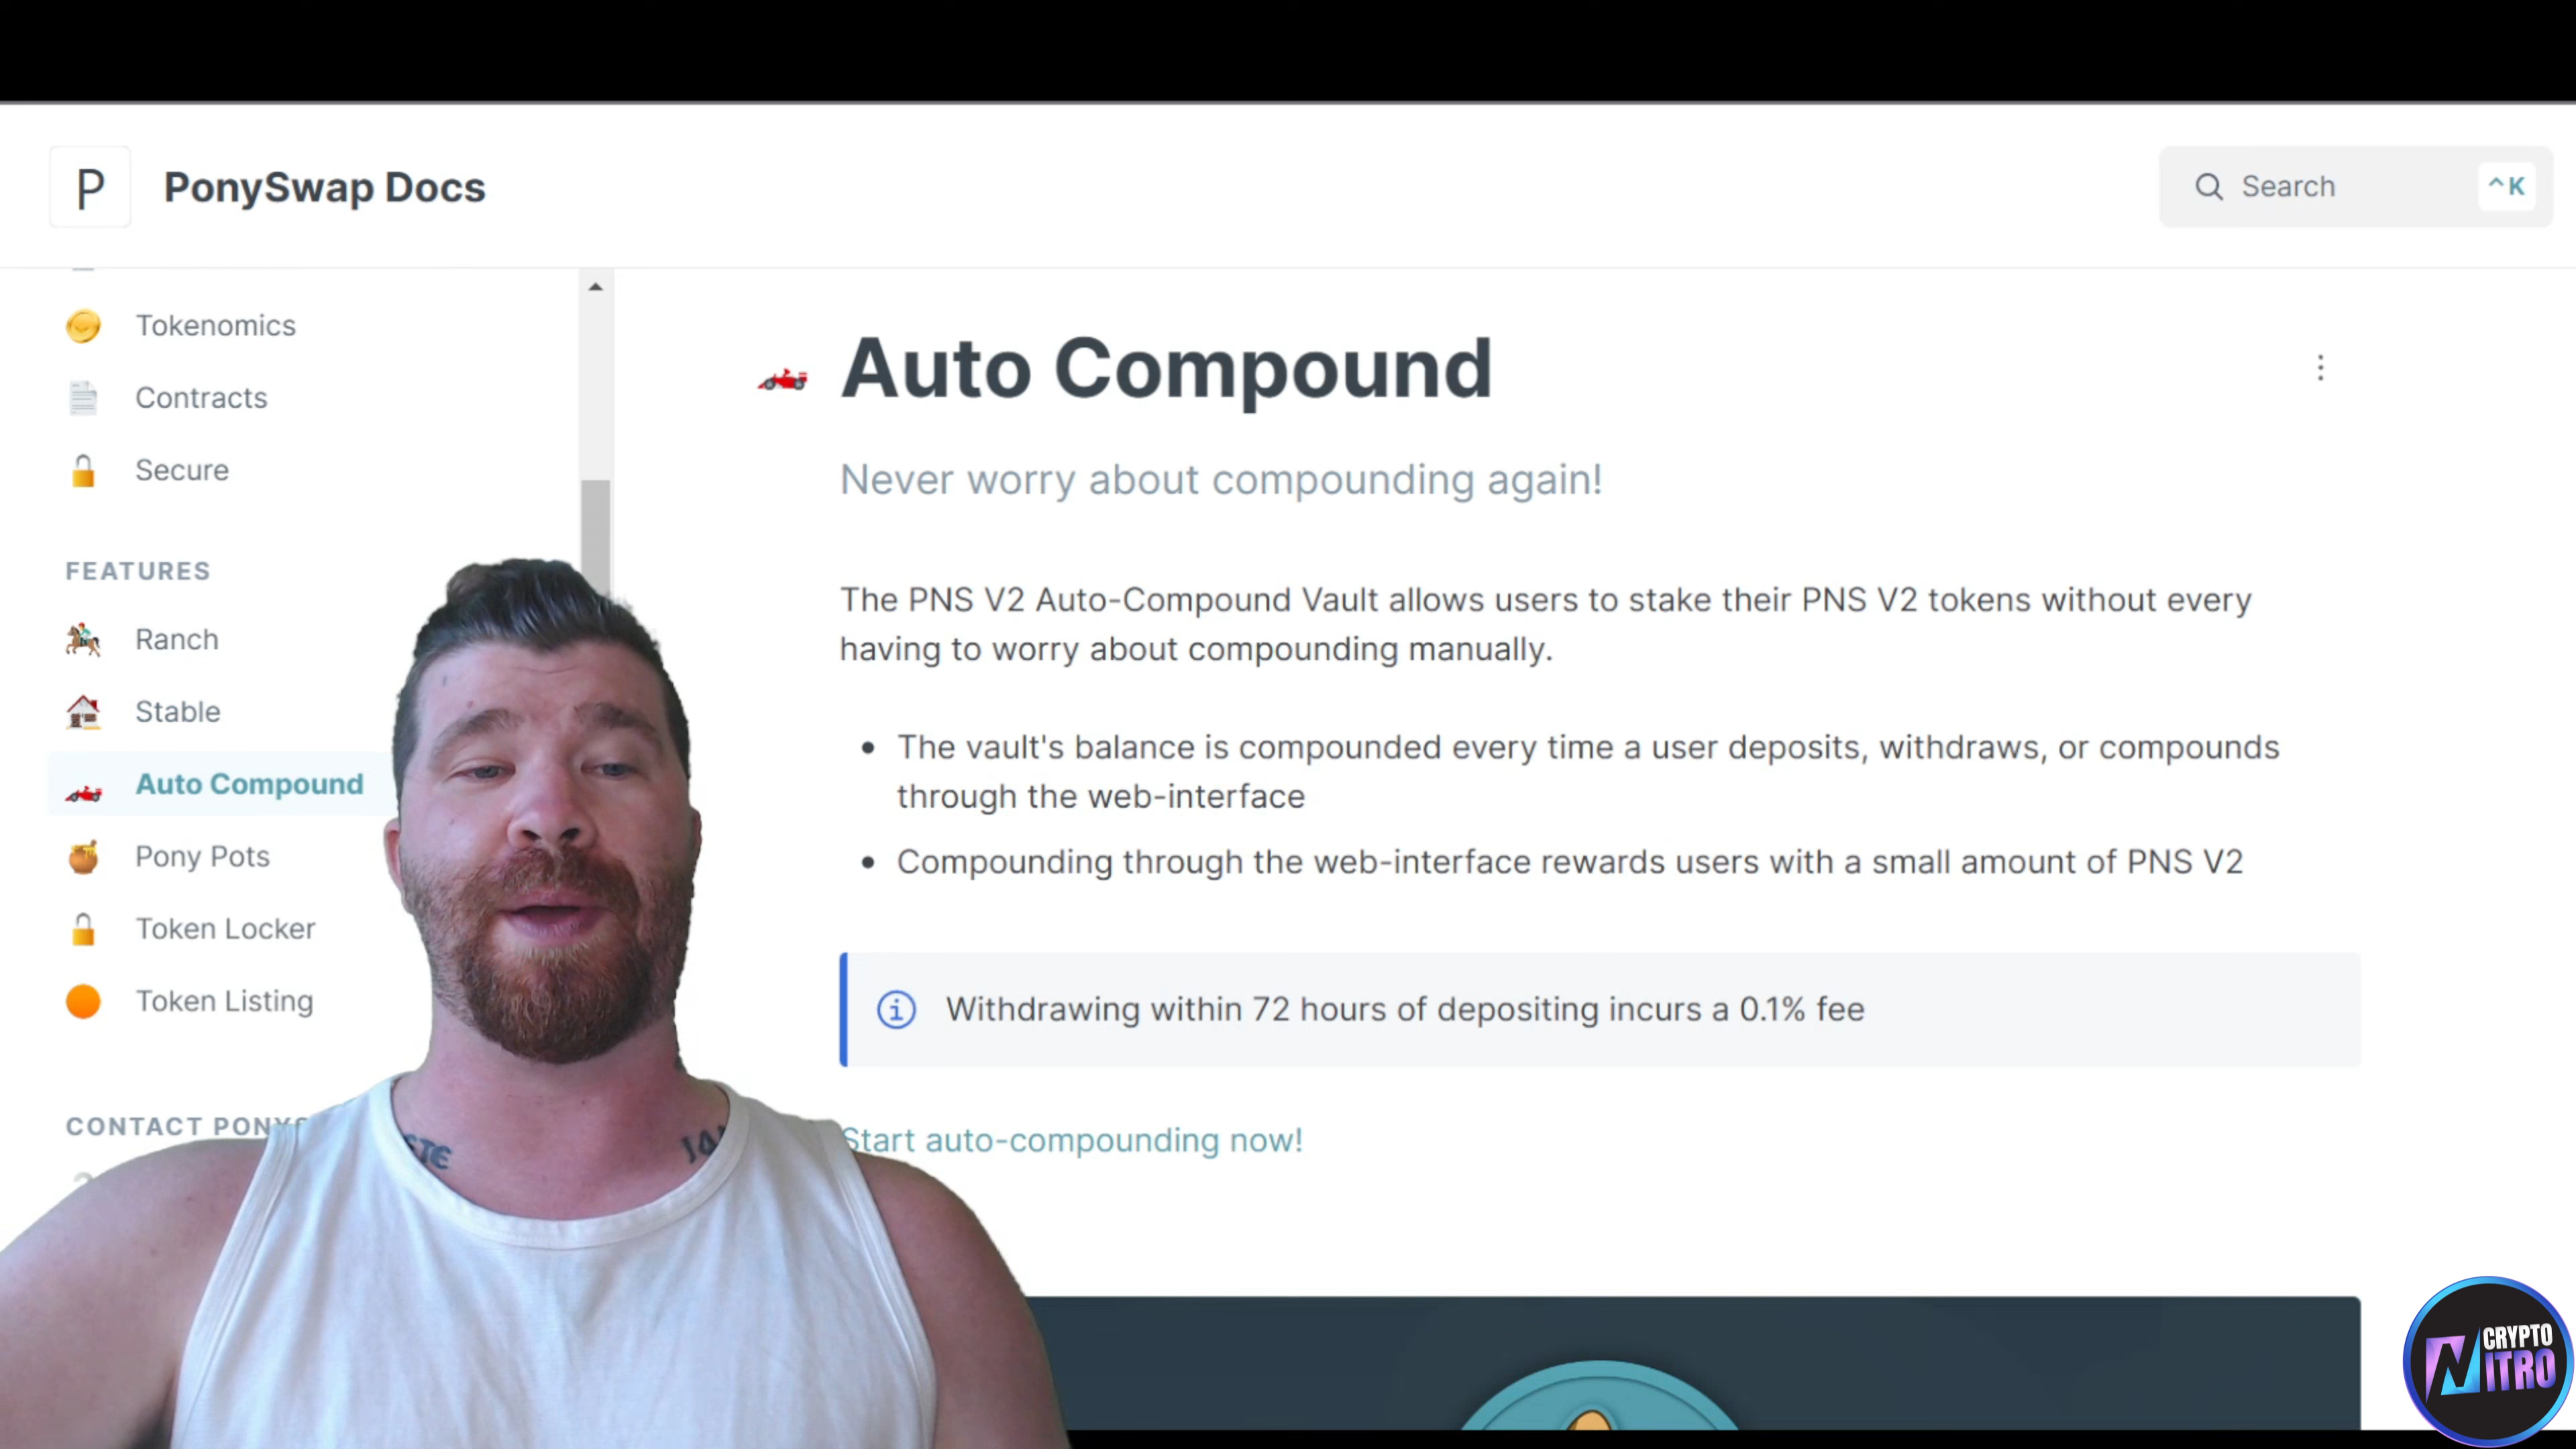 P
PonySwap Docs
Search
^ K
Tokenomics
Contracts
Secure
FEATURES
Ranch
Stable
Auto Compound
Pony Pots
Token Locker
Token Listing
CONTACT PONYS
Auto Compound
Never worry about compounding again!
The PNS V2 Auto-Compound Vault allows users to stake their PNS V2 tokens without every
having to worry about compounding manually.
• The vault's balance is compounded every time a user deposits, withdraws, or compounds
through the web-interface
• Compounding through the web-interface rewards users with a small amount of PNS V2
Withdrawing within 72 hours of depositing incurs a 0.1% fee
Start auto-compounding now!
CRYPTO
NITRO